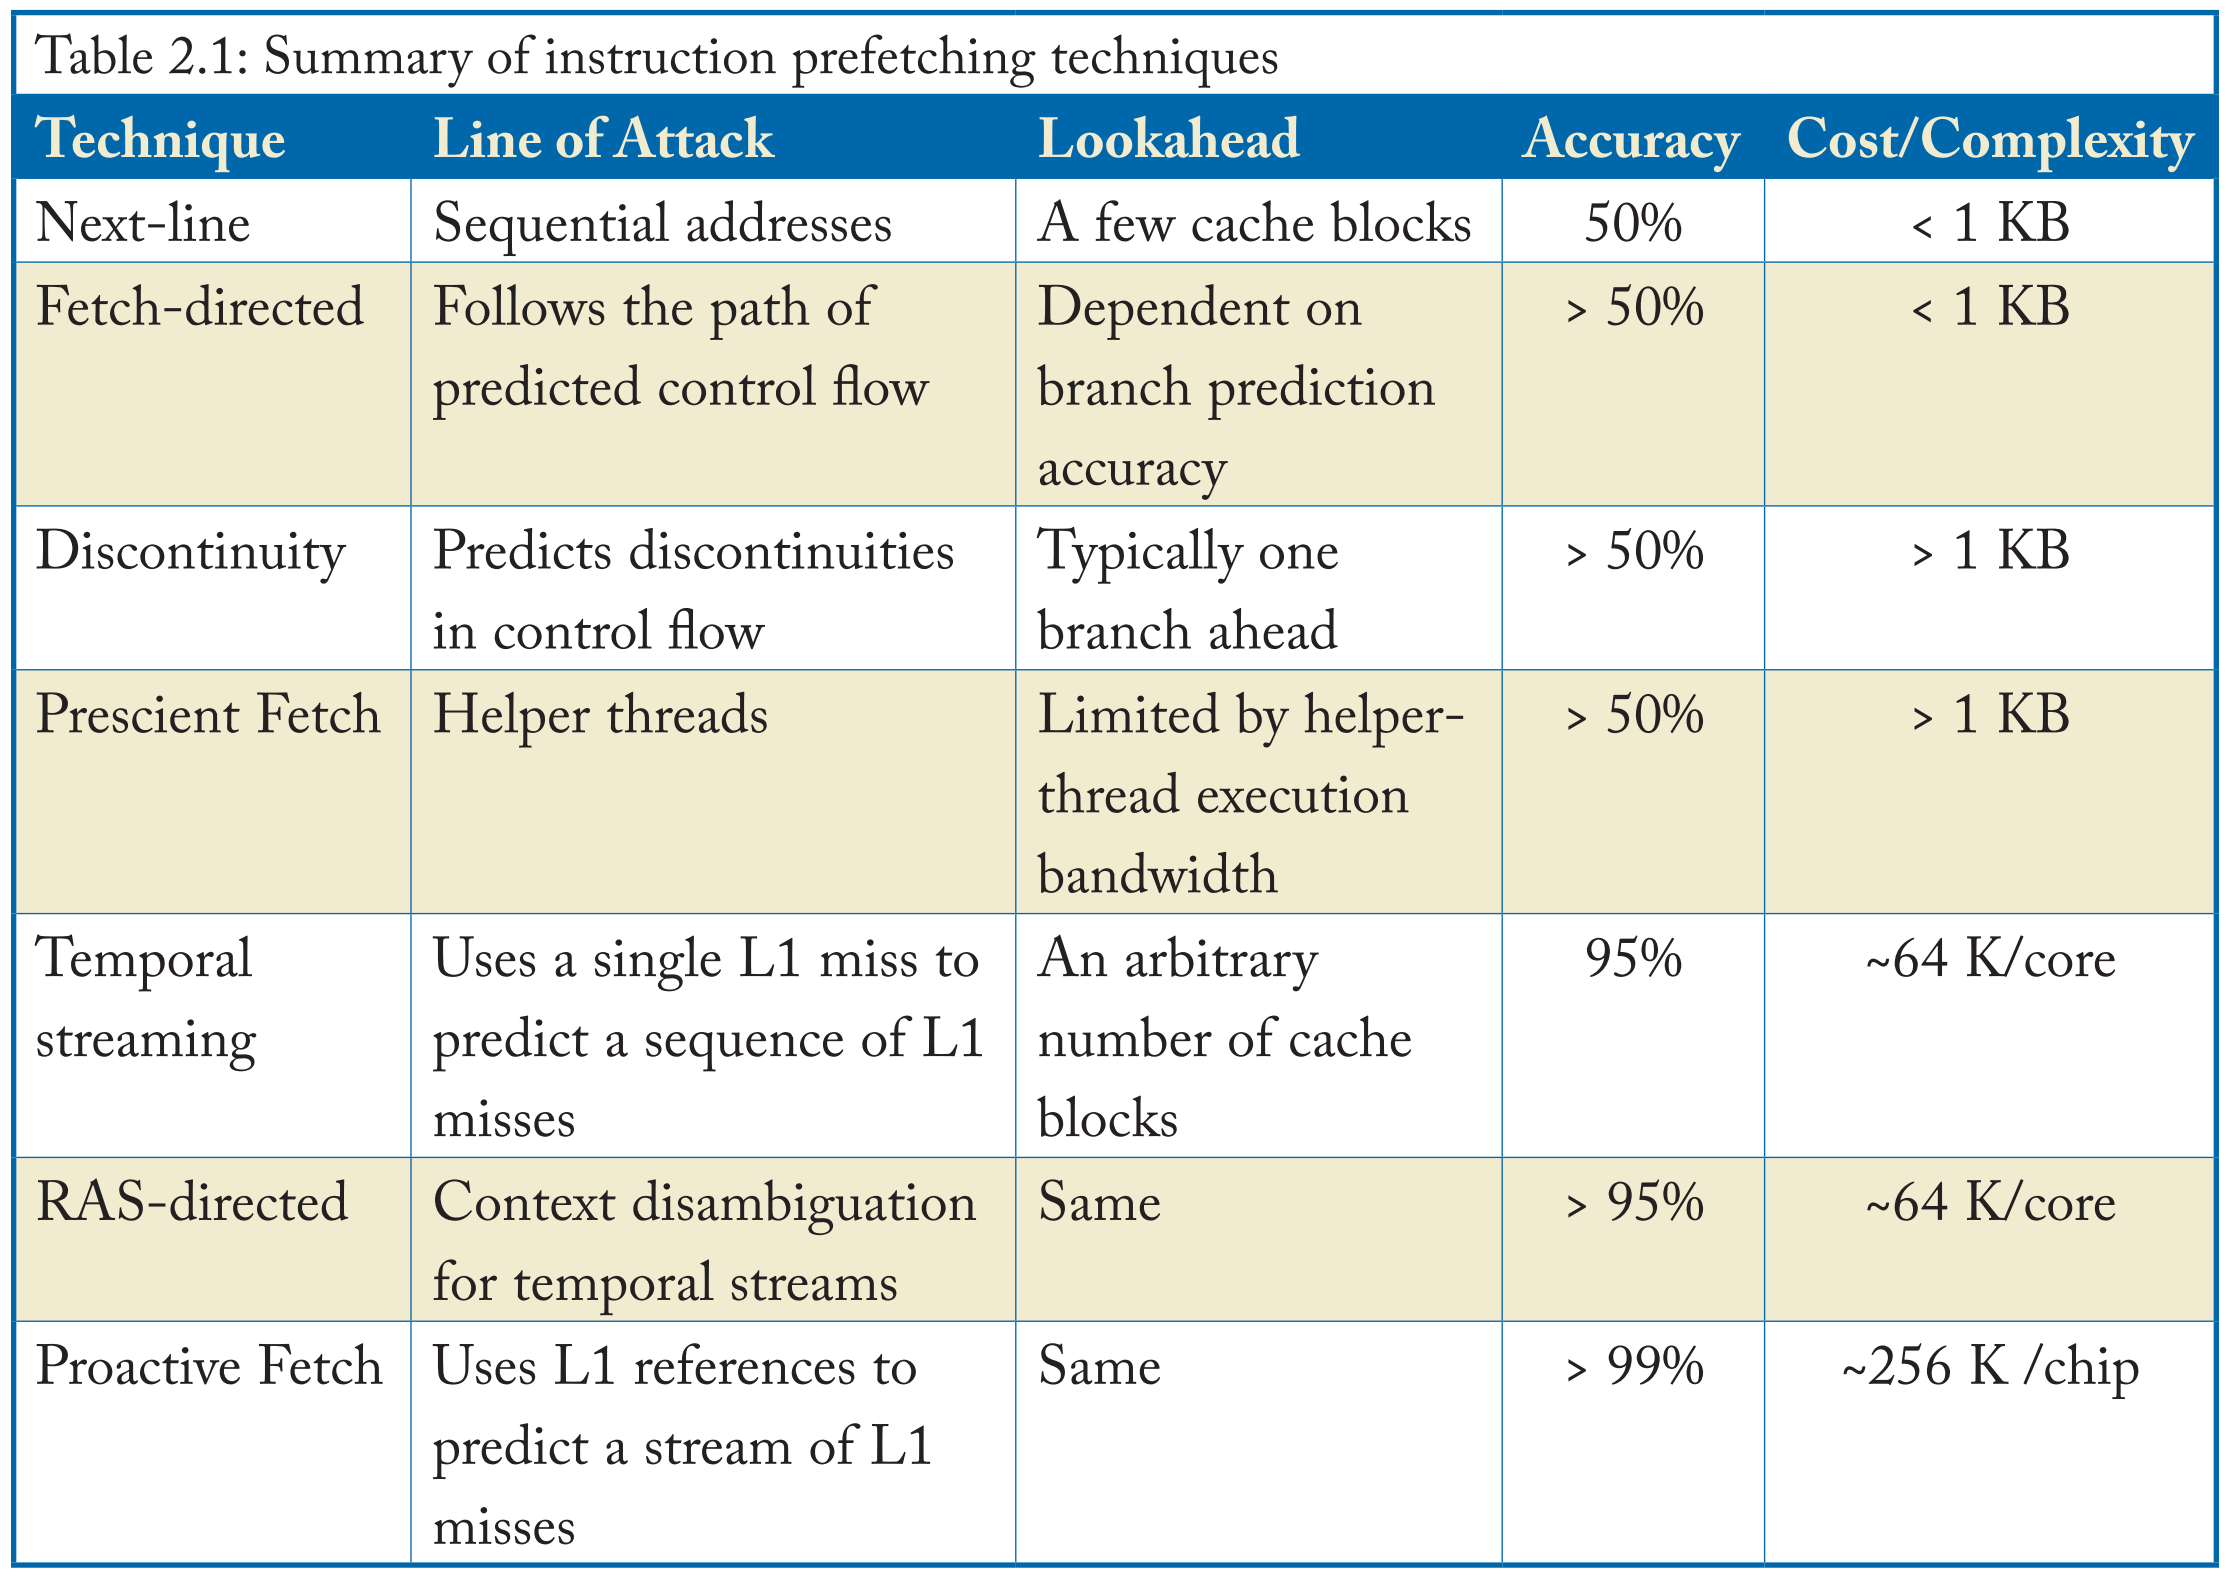 Table 2.1: Summary of instruction prefetching techniques
Technique Line of Attack Lookahead Accuracy Cost/Complexity
Next-line Sequential addresses A few cache blocks 50% < 1 KB
Fetch-directed Follows the path of Dependent on > 50% < 1 KB
predicted control flow branch prediction
accuracy
Discontinuity Predicts discontinuities Typically one > 50% > 1 KB
in control flow branch ahead
Prescient Fetch Helper threads Limited by helper- > 50% > 1 KB
thread execution
bandwidth
Temporal Uses a single L1 miss to An arbitrary 95% ~64 K/core
streaming predict a sequence of L1 number of cache
misses blocks
RAS-directed Context disambiguation Same > 95% ~64 K/core
for temporal streams
Proactive Fetch Uses L1 references to Same > 99% ~256 K /chip
predict a stream of L1
misses